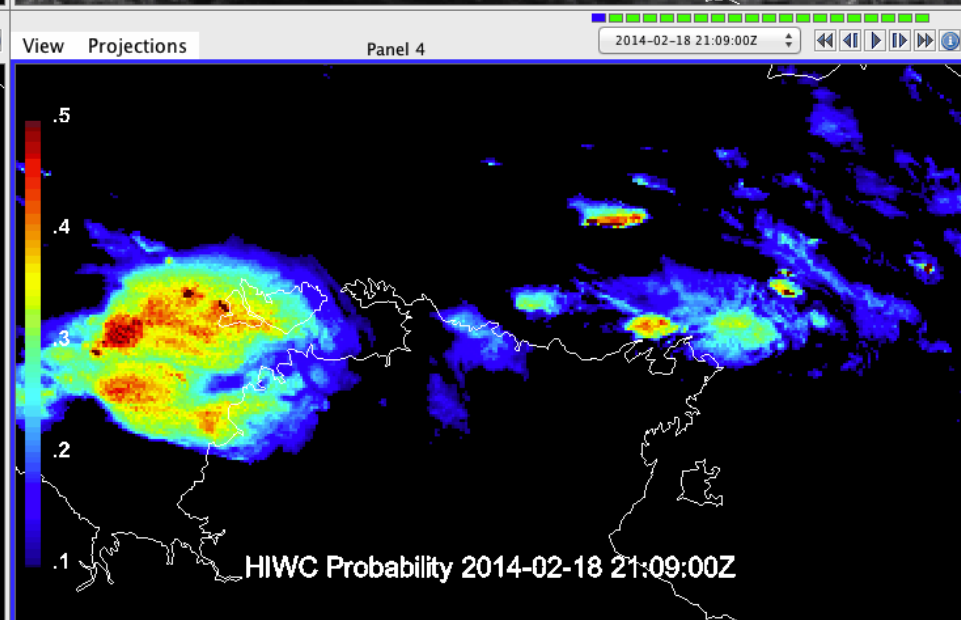 View Projections
Panel 4
2014-02-18 21:09:00Z
.5
.4
.3
.2
.1
HIWC Probability 2014-02-18 21:09:00Z